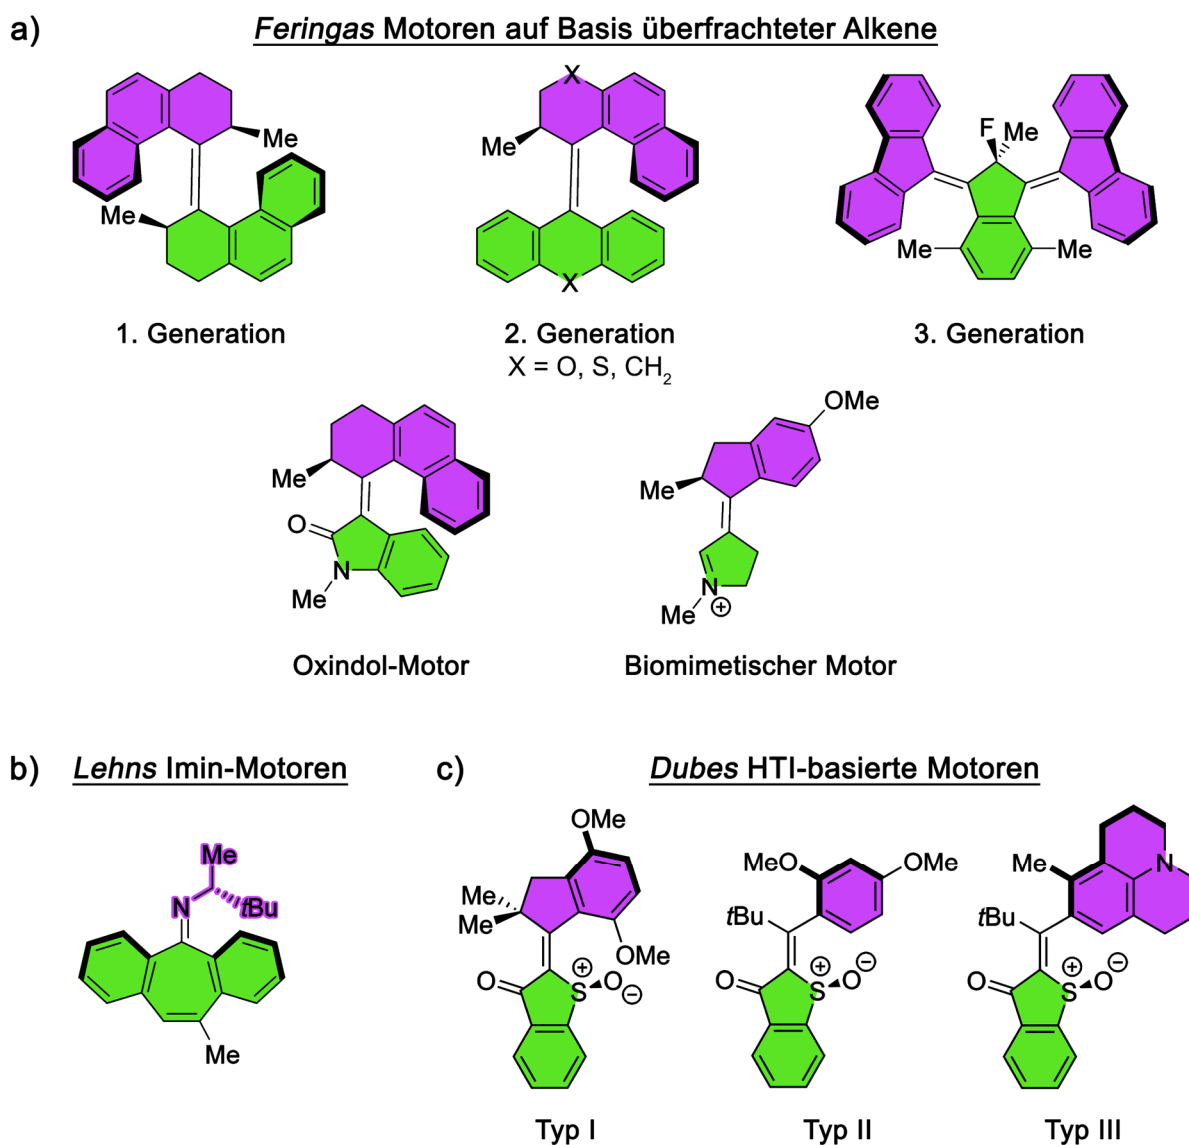 a) Feringas Motoren auf Basis überfrachteter Alkene
X
F Me
Me
Me
Me
Me Me
X
1. Generation 2. Generation 3. Generation
X = O, S, CH₂
OMe
Me
Me
O
N
N
Me
Me ⊕
Oxindol-Motor Biomimetischer Motor
b) Lehns Imin-Motoren c) Dubes HTI-basierte Motoren
OMe
Me
MeO OMe
Me
N
Me
N
tBu
Me
tBu
tBu
OMe
O
S
⊕
O
⊖
O
S
⊕
O
⊖
O
S
⊕
O
⊖
Me
Typ I Typ II Typ III